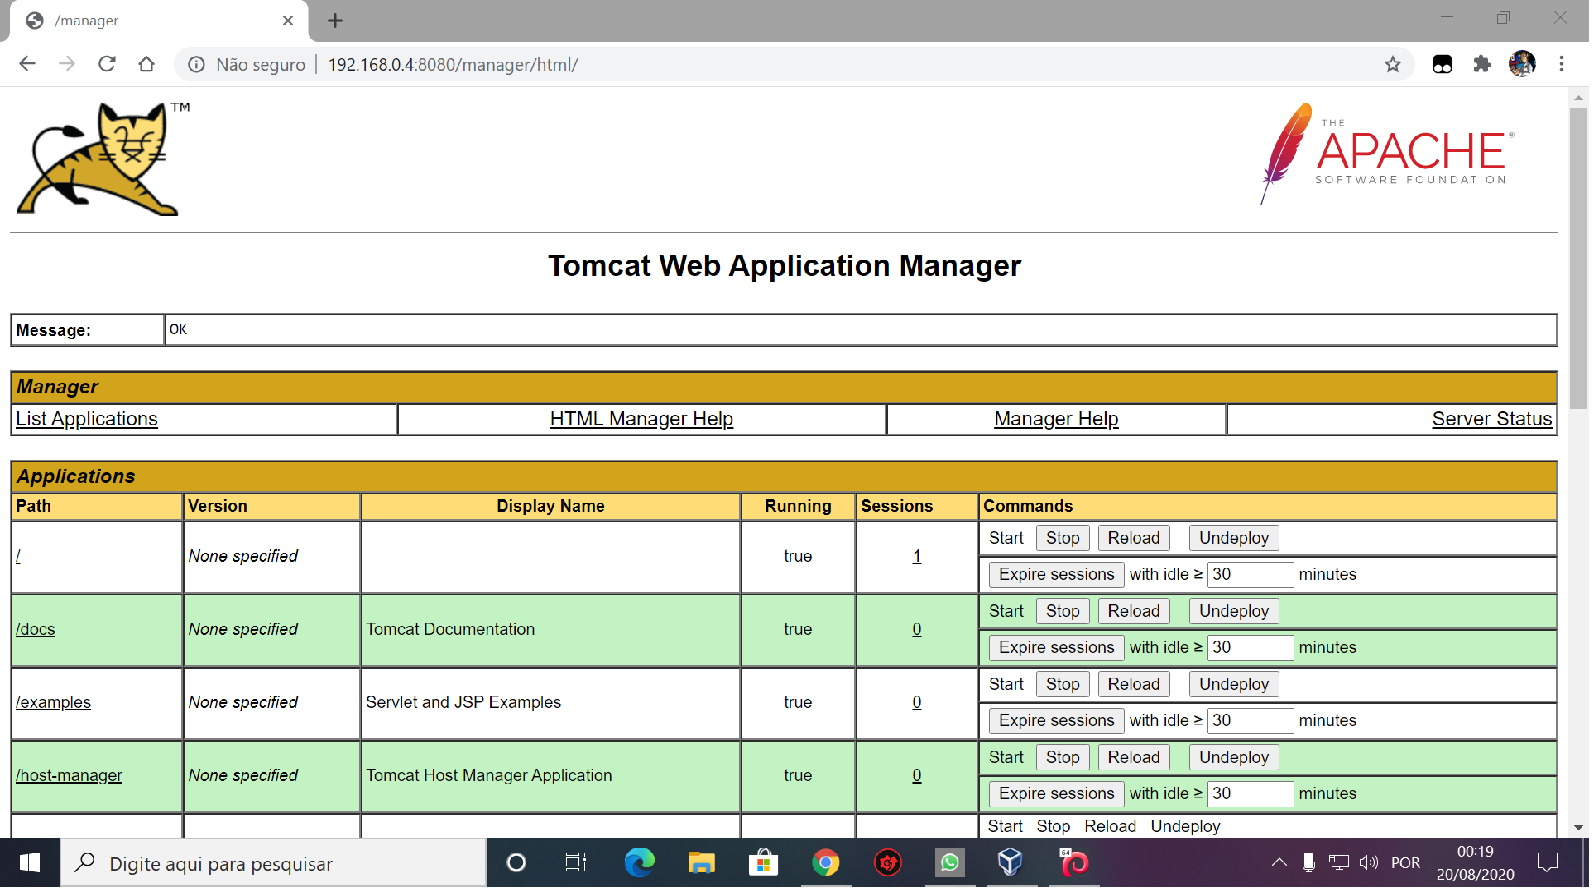 /manager
Não seguro | 192.168.0.4:8080/manager/html/
TM
THE
APACHE®
SOFTWARE FOUNDATION
Tomcat Web Application Manager
Message: OK
Manager
List Applications HTML Manager Help Manager Help Server Status
Applications
Path Version Display Name Running Sessions Commands
/ None specified true 1 Start Stop Reload Undeploy
Expire sessions with idle ≥ 30 minutes
/docs None specified Tomcat Documentation true 0 Start Stop Reload Undeploy
Expire sessions with idle ≥ 30 minutes
/examples None specified Servlet and JSP Examples true 0 Start Stop Reload Undeploy
Expire sessions with idle ≥ 30 minutes
/host-manager None specified Tomcat Host Manager Application true 0 Start Stop Reload Undeploy
Expire sessions with idle ≥ 30 minutes
Start Stop Reload Undeploy
Digite aqui para pesquisar
64
POR
00:19
20/08/2020